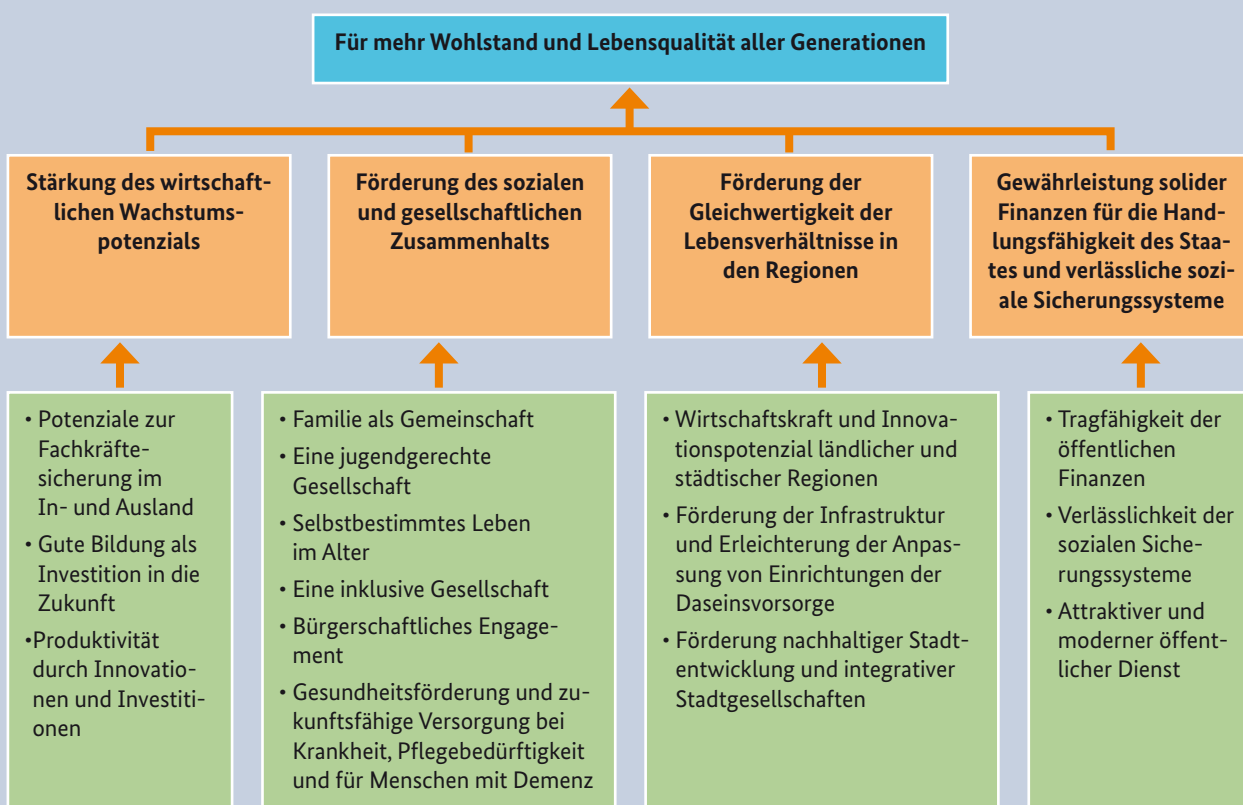 Für mehr Wohlstand und Lebensqualität aller Generationen
Stärkung des wirtschaft-
lichen Wachstums-
potenzials
Förderung des sozialen
und gesellschaftlichen
Zusammenhalts
Förderung der
Gleichwertigkeit der
Lebensverhältnisse in
den Regionen
Gewährleistung solider
Finanzen für die Hand-
lungsfähigkeit des Staa-
tes und verlässliche sozi-
ale Sicherungssysteme
• Potenziale zur
Fachkräfte-
sicherung im
In- und Ausland
• Gute Bildung als
Investition in die
Zukunft
•Produktivität
durch Innovatio-
nen und Investiti-
onen
• Familie als Gemeinschaft
• Eine jugendgerechte
Gesellschaft
• Selbstbestimmtes Leben
im Alter
• Eine inklusive Gesellschaft
• Bürgerschaftliches Engage-
ment
• Gesundheitsförderung und zu-
kunftsfähige Versorgung bei
Krankheit, Pflegebedürftigkeit
und für Menschen mit Demenz
• Wirtschaftskraft und Innova-
tionspotenzial ländlicher und
städtischer Regionen
• Förderung der Infrastruktur
und Erleichterung der Anpas-
sung von Einrichtungen der
Daseinsvorsorge
• Förderung nachhaltiger Stadt-
entwicklung und integrativer
Stadtgesellschaften
• Tragfähigkeit der
öffentlichen
Finanzen
• Verlässlichkeit der
sozialen Siche-
rungssysteme
• Attraktiver und
moderner öffent-
licher Dienst